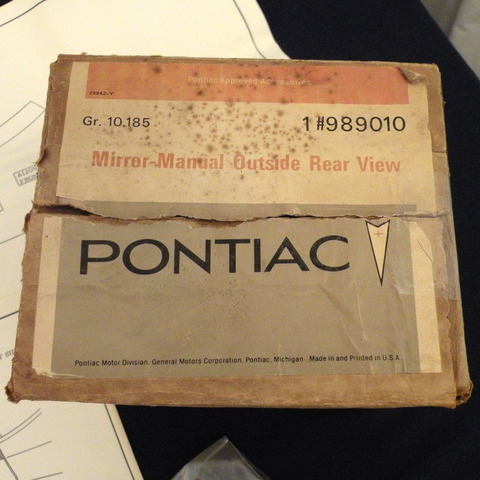 Pontiac Approved Accessories
29842-Y
Gr. 10.185
1 #989010
Mirror-Manual Outside Rear View
PONTIAC
Pontiac Motor Division. General Motors Corporation. Pontiac, Michigan. Made in and Printed in U.S.A.